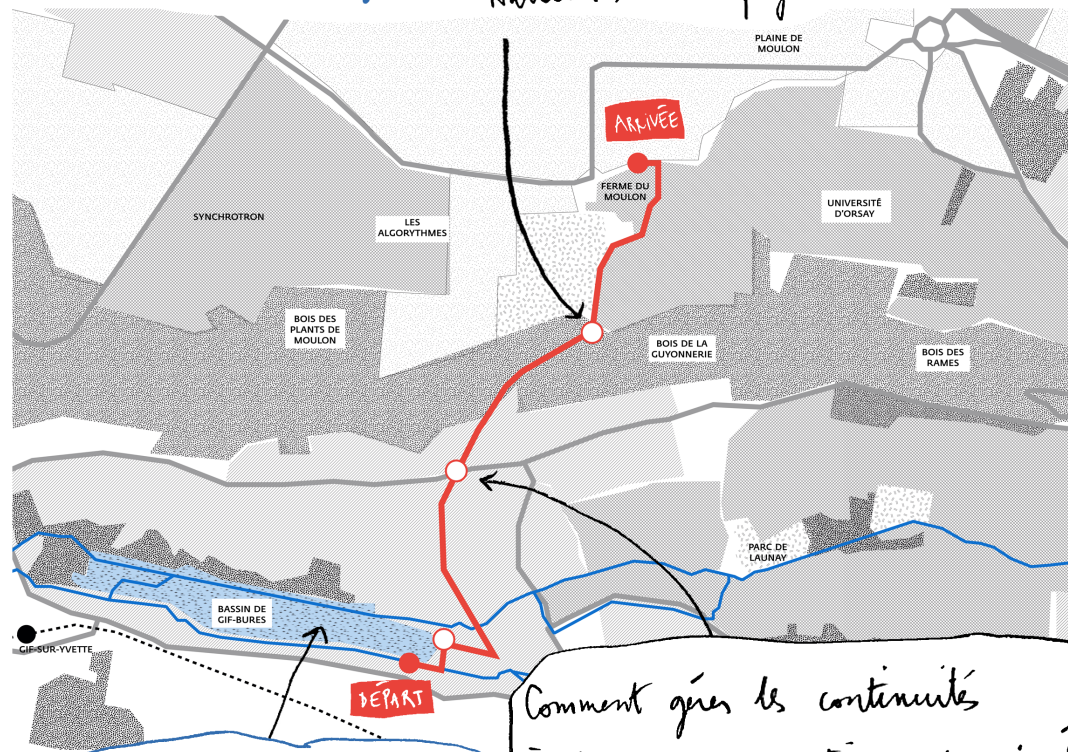 PLAINE DE
MOULON
ARRIVÉE
FERME DU
MOULON
UNIVERSITÉ
D'ORSAY
SYNCHROTRON
LES
ALGORYTHMES
BOIS DES
PLANTS DE
MOULON
BOIS DE LA
GUYONNERIE
BOIS DES
RAMES
PARC DE
LAUNAY
BASSIN DE
GIF-BURES
GIF-SUR-YVETTE
DÉPART
Comment gérer les continuités